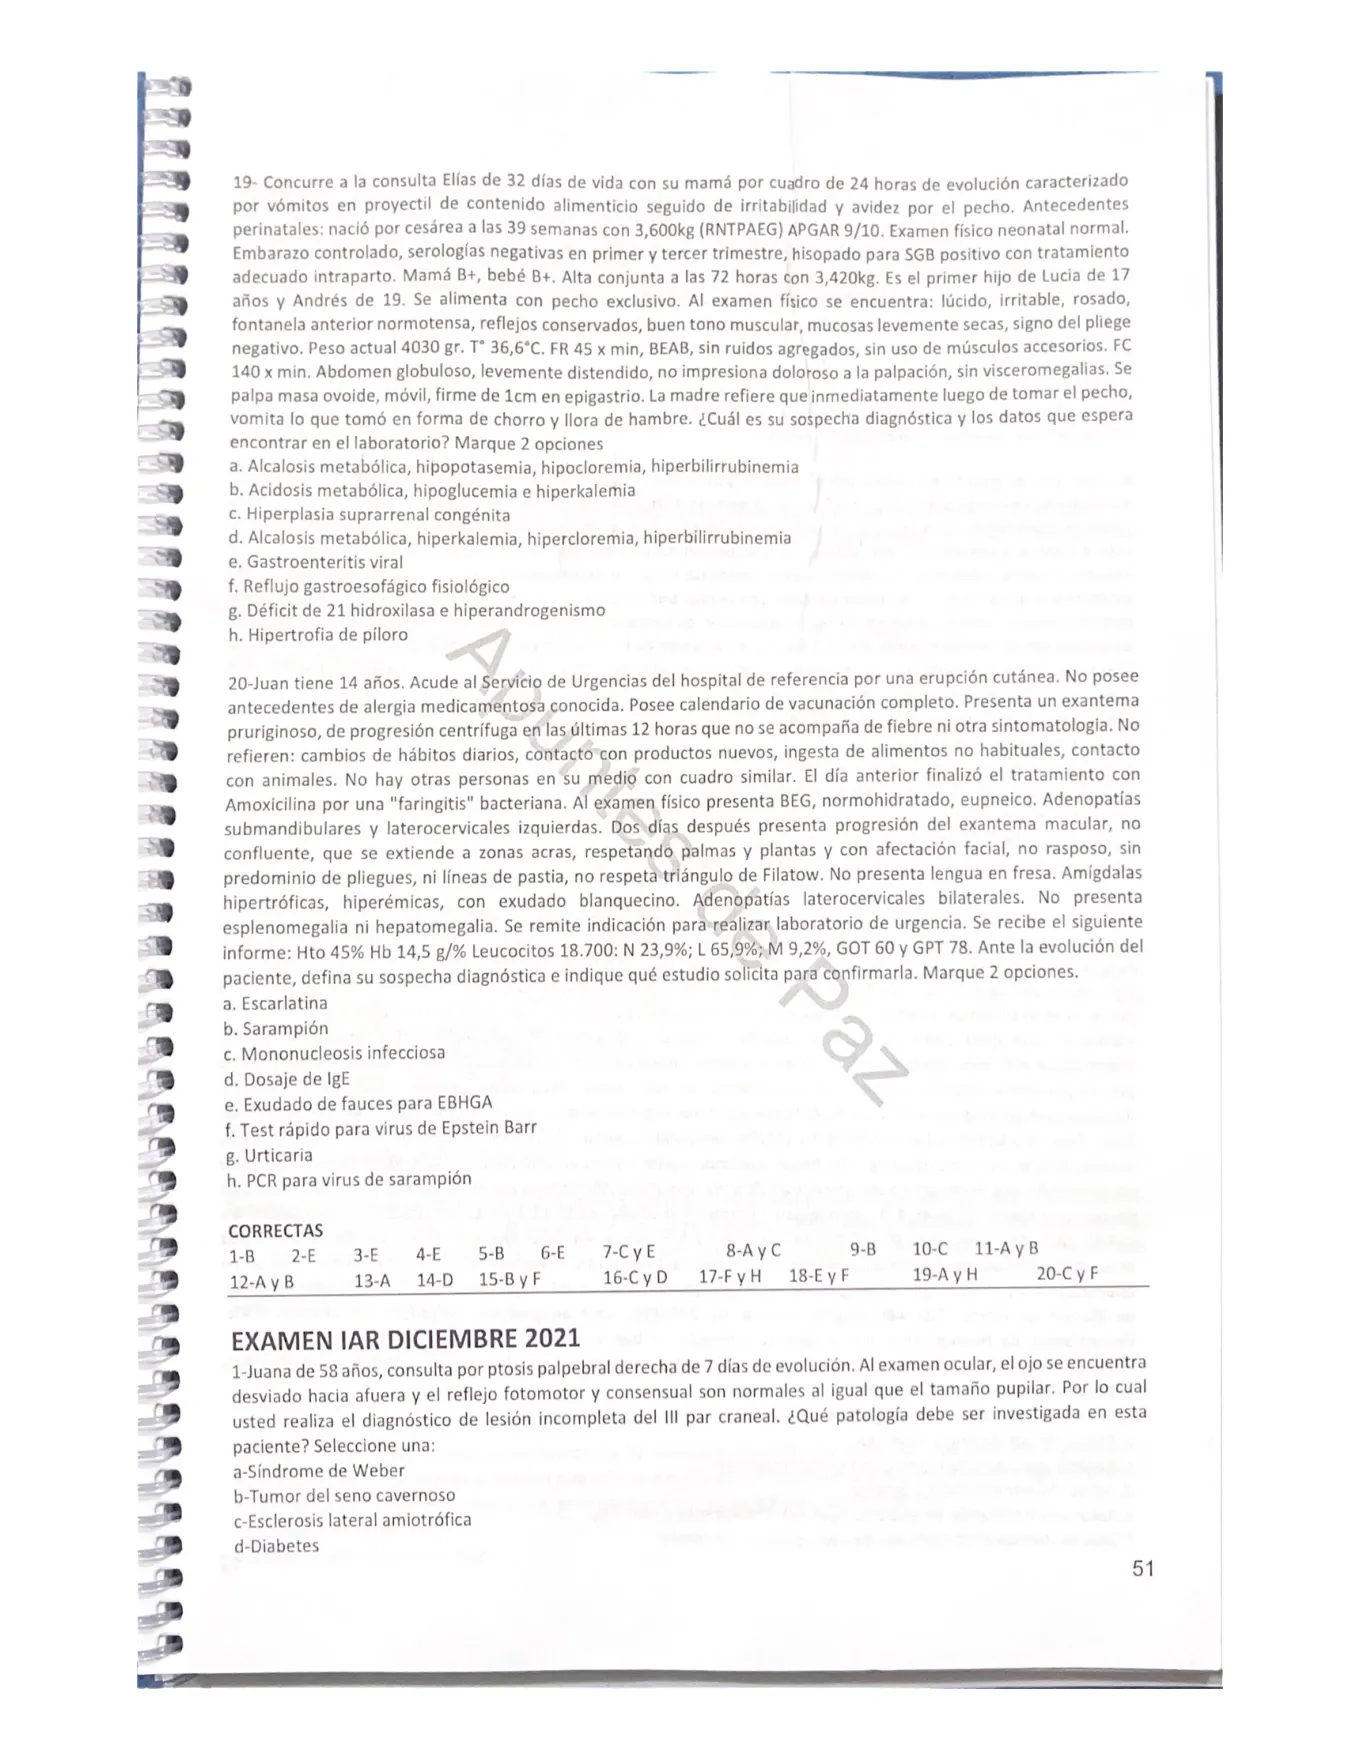 19- Concurre a la consulta Elías de 32 días de vida con su mamá por cuadro de 24 horas de evolución caracterizado
por vómitos en proyectil de contenido alimenticio seguido de irritabilidad y avidez por el pecho. Antecedentes
perinatales: nació por cesárea a las 39 semanas con 3,600kg (RNTPAEG) APGAR 9/10. Examen físico neonatal normal.
Embarazo controlado, serologías negativas en primer y tercer trimestre, hisopado para SGB positivo con tratamiento
adecuado intraparto. Mamá B+, bebé B+. Alta conjunta a las 72 horas con 3,420kg. Es el primer hijo de Lucia de 17
años y Andrés de 19. Se alimenta con pecho exclusivo. Al examen físico se encuentra: lúcido, irritable, rosado,
fontanela anterior normotensa, reflejos conservados, buen tono muscular, mucosas levemente secas, signo del pliege
negativo. Peso actual 4030 gr. T° 36,6°C. FR 45 x min, BEAB, sin ruidos agregados, sin uso de músculos accesorios. FC
140 x min. Abdomen globuloso, levemente distendido, no impresiona doloroso a la palpación, sin visceromegalias. Se
palpa masa ovoide, móvil, firme de 1cm en epigastrio. La madre refiere que inmediatamente luego de tomar el pecho,
vomita lo que tomó en forma de chorro y llora de hambre. ¿Cuál es su sospecha diagnóstica y los datos que espera
encontrar en el laboratorio? Marque 2 opciones
a. Alcalosis metabólica, hipopotasemia, hipocloremia, hiperbilirrubinemia
b. Acidosis metabólica, hipoglucemia e hiperkalemia
c. Hiperplasia suprarrenal congénita
d. Alcalosis metabólica, hiperkalemia, hipercloremia, hiperbilirrubinemia
e. Gastroenteritis viral
f. Reflujo gastroesofágico fisiológico
g. Déficit de 21 hidroxilasa e hiperandrogenismo
h. Hipertrofia de píloro
20-Juan tiene 14 años. Acude al Servicio de Urgencias del hospital de referencia por una erupción cutánea. No posee
antecedentes de alergia medicamentosa conocida. Posee calendario de vacunación completo. Presenta un exantema
pruriginoso, de progresión centrífuga en las últimas 12 horas que no se acompaña de fiebre ni otra sintomatologia. No
refieren: cambios de hábitos diarios, contacto con productos nuevos, ingesta de alimentos no habituales, contacto
con animales. No hay otras personas en su medio con cuadro similar. El día anterior finalizó el tratamiento con
Amoxicilina por una "faringitis" bacteriana. Al examen físico presenta BEG, normohidratado, eupneico. Adenopatías
submandibulares y laterocervicales izquierdas. Dos días después presenta progresión del exantema macular, no
confluente, que se extiende a zonas acras, respetando palmas y plantas y con afectación facial, no rasposo, sin
predominio de pliegues, ni líneas de pastia, no respeta triángulo de Filatow. No presenta lengua en fresa. Amígdalas
hipertróficas, hiperémicas, con exudado blanquecino. Adenopatías laterocervicales bilaterales. No presenta
esplenomegalia ni hepatomegalia. Se remite indicación para realizar laboratorio de urgencia. Se recibe el siguiente
informe: Hto 45% Hb 14,5 g/% Leucocitos 18.700: N 23,9%; L 65,9%; M 9,2%, GOT 60 y GPT 78. Ante la evolución del
paciente, defina su sospecha diagnóstica e indique qué estudio solicita para confirmarla. Marque 2 opciones.
a. Escarlatina
b. Sarampión
c. Mononucleosis infecciosa
d. Dosaje de IgE
e. Exudado de fauces para EBHGA
f. Test rápido para virus de Epstein Barr
g. Urticaria
h. PCR para virus de sarampión
Apuntes de Paz
CORRECTAS
1-B 2-E 3-E 4-E 5-B 6-E 7-C y E 8-A y C 9-B 10-C 11-A y B
12-A y B 13-A 14-D 15-B y F 16-C y D 17-F y H 18-E y F 19-A y H 20-C y F
EXAMEN IAR DICIEMBRE 2021
1-Juana de 58 años, consulta por ptosis palpebral derecha de 7 días de evolución. Al examen ocular, el ojo se encuentra
desviado hacia afuera y el reflejo fotomotor y consensual son normales al igual que el tamaño pupilar. Por lo cual
usted realiza el diagnóstico de lesión incompleta del III par craneal. ¿Qué patología debe ser investigada en esta
paciente? Seleccione una:
a-Síndrome de Weber
b-Tumor del seno cavernoso
c-Esclerosis lateral amiotrófica
d-Diabetes
51